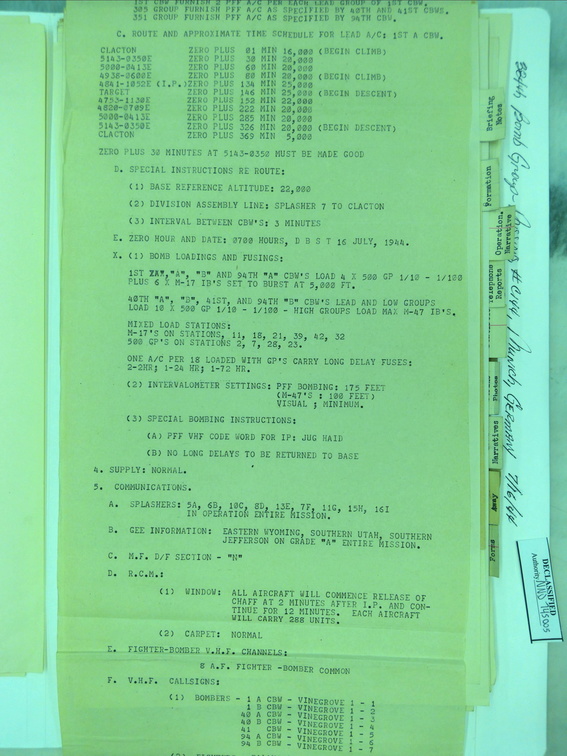 1ST CBW FURNISH 2 PFF A/C PER EACH LEAD GROUP OF 1ST CBW.
305 GROUP FURNISH PFF A/C AS SPECIFIED BY 40TH AND 41ST CBWS.
351 GROUP FURNISH PFF A/C AS SPECIFIED BY 94TH CBW.
C. ROUTE AND APPROXIMATE TIME SCHEDULE FOR LEAD A/C: 1ST A CBW.
CLACTON ZERO PLUS 01 MIN 16,000 (BEGIN CLIMB)
5143-0350E ZERO PLUS 30 MIN 20,000
5000-0413E ZERO PLUS 60 MIN 20,000
4938-0600E ZERO PLUS 80 MIN 20,000 (BEGIN CLIMB)
4841-1052E (I.P.) ZERO PLUS 134 MIN 25,000
TARGET ZERO PLUS 146 MIN 25,000 (BEGIN DESCENT)
4753-1130E ZERO PLUS 152 MIN 22,000
4820-0709E ZERO PLUS 222 MIN 20,000
5000-0413E ZERO PLUS 285 MIN 20,000
5143-0350E ZERO PLUS 326 MIN 20,000 (BEGIN DESCENT)
CLACTON ZERO PLUS 369 MIN 5,000
ZERO PLUS 30 MINUTES AT 5143-0350 MUST BE MADE GOOD
D. SPECIAL INSTRUCTIONS RE ROUTE:
(1) BASE REFERENCE ALTITUDE: 22,000
(2) DIVISION ASSEMBLY LINE: SPLASHER 7 TO CLACTON
(3) INTERVAL BETWEEN CBW'S: 3 MINUTES
E. ZERO HOUR AND DATE: 0700 HOURS, D B S T 16 JULY, 1944.
X. (1) BOMB LOADINGS AND FUSINGS:
1ST "A", "B" AND 94TH "A" CBW'S LOAD 4 X 500 GP 1/10 - 1/100
PLUS 6 X M-17 IB'S SET TO BURST AT 5,000 FT.
40TH "A", "B", 41ST, AND 94TH "B" CBW'S LEAD AND LOW GROUPS
LOAD 10 X 500 GP 1/10 - 1/100 - HIGH GROUPS LOAD MAX M-47 IB'S.
MIXED LOAD STATIONS:
M-17'S ON STATIONS, 11, 18, 21, 39, 42, 32
500 GP'S ON STATIONS 2, 7, 28, 23.
ONE A/C PER 18 LOADED WITH GP'S CARRY LONG DELAY FUSES:
2-2HR; 1-24 HR; 1-72 HR.
(2) INTERVALOMETER SETTINGS: PFF BOMBING: 175 FEET
(M-47'S : 100 FEET)
VISUAL ; MINIMUM.
(3) SPECIAL BOMBING INSTRUCTIONS:
(A) PFF VHF CODE WORD FOR IP: JUG HAID
(B) NO LONG DELAYS TO BE RETURNED TO BASE
4. SUPPLY: NORMAL.
5. COMMUNICATIONS.
A. SPLASHERS: 5A, 6B, 10C, 8D, 13E, 7F, 11G, 15H, 16I
IN OPERATION ENTIRE MISSION.
B. GEE INFORMATION: EASTERN WYOMING, SOUTHERN UTAH, SOUTHERN
JEFFERSON ON GRADE "A" ENTIRE MISSION.
C. M.F. D/F SECTION - "N"
D. R.C.M.:
(1) WINDOW: ALL AIRCRAFT WILL COMMENCE RELEASE OF
CHAFF AT 2 MINUTES AFTER I.P. AND CON-
TINUE FOR 12 MINUTES. EACH AIRCRAFT
WILL CARRY 288 UNITS.
(2) CARPET: NORMAL
E. FIGHTER-BOMBER V.H.F. CHANNELS:
8 A.F. FIGHTER -BOMBER COMMON
F. V.H.F. CALLSIGNS:
(1) BOMBERS - 1 A CBW - VINEGROVE 1 - 1
1 B CBW - VINEGROVE 1 - 2
40 A CBW - VINEGROVE 1 - 3
40 B CBW - VINEGROVE 1 - 4
41 CBW - VINEGROVE 1 - 5
94 A CBW - VINEGROVE 1 - 6
94 B CBW - VINEGROVE 1 - 7
Briefing
Notes
Formation
Operation.
Narrative
Telephone
Reports
Photos
Narratives
Form
384th Bomb Group Mission #0144, Munich, GERMANY 7/16/44
DECLASSIFIED
Authority NND 745005